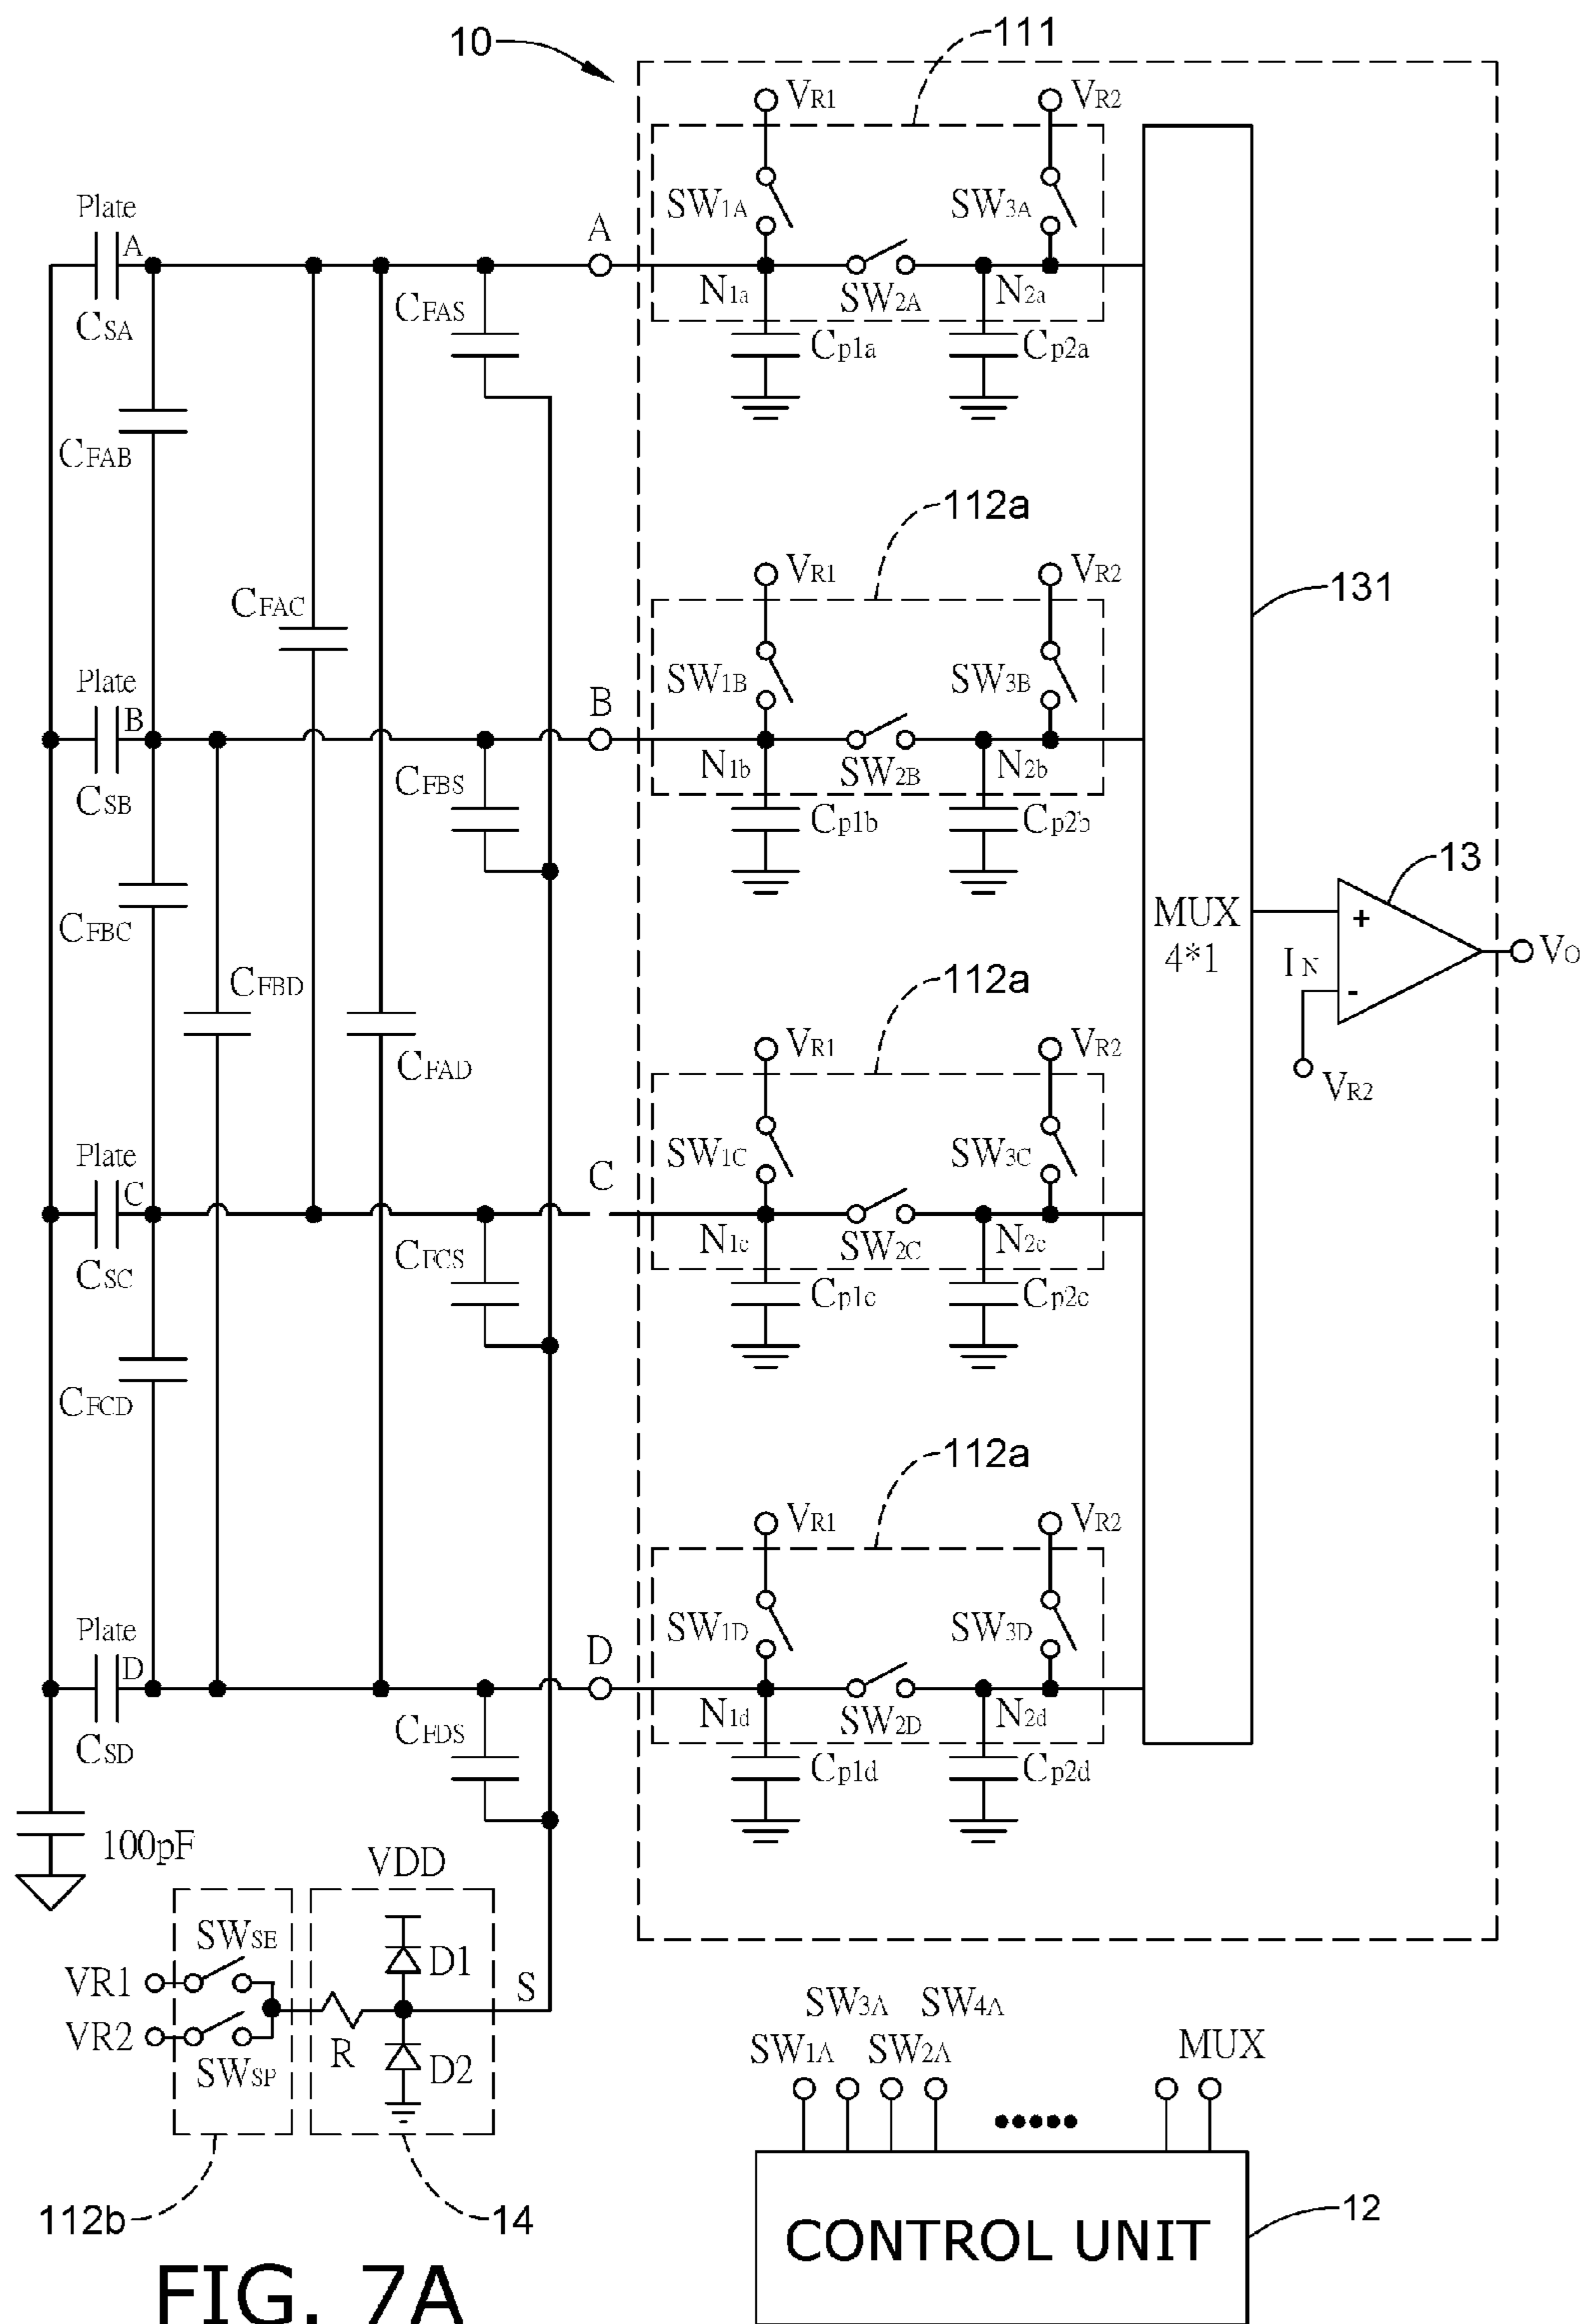 10
111
VR1
VR2
Plate
A
A
SW1A
SW3A
CSA
CFAS
N1a
SW2A
N2a
Cp1a
Cp2a
CFAB
112a
VR1
VR2
CFAC
131
Plate
B
B
SW1B
SW3B
CSB
CFBS
N1b
SW2B
N2b
Cp1b
Cp2b
13
CFBC
MUX
4*1
+
IN
-
VO
CFBD
112a
CFAD
VR1
VR2
VR2
Plate
C
C
SW1C
SW3C
CSC
CFCS
N1c
SW2C
N2c
Cp1c
Cp2c
CFCD
112a
VR1
VR2
Plate
D
D
SW1D
SW3D
CSD
CFDS
N1d
SW2D
N2d
Cp1d
Cp2d
100pF
VDD
SWSE
D1
S
VR1
VR2
R
D2
SWSP
SW3A
SW4A
SW1A
SW2A
MUX
112b
14
12
CONTROL UNIT
FIG. 7A